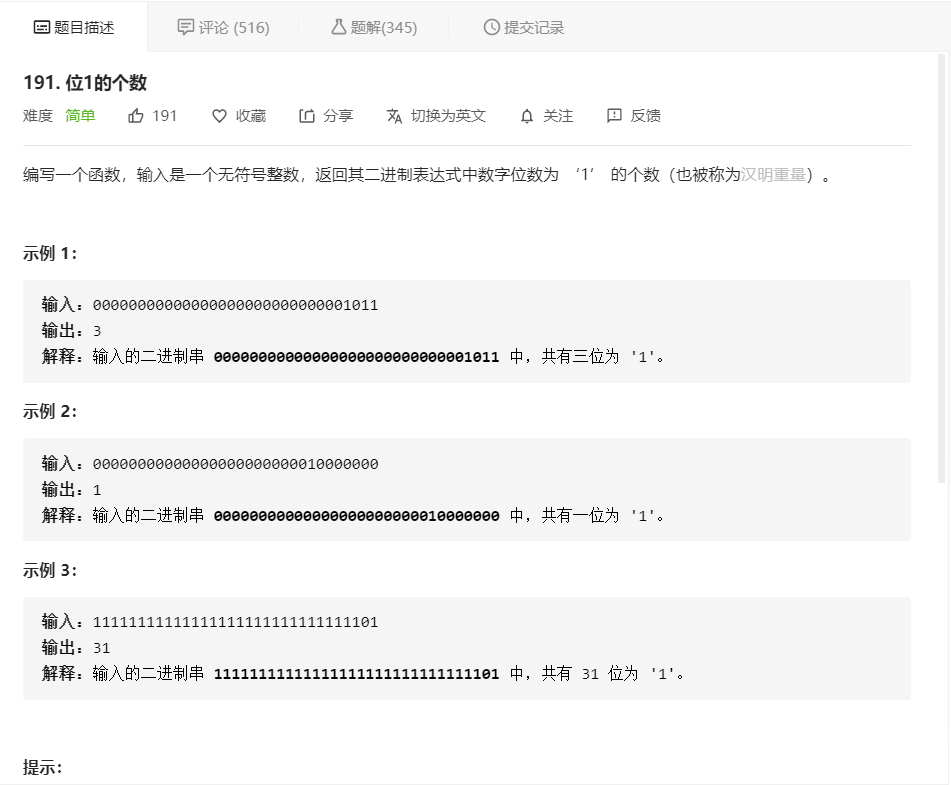 题目描述 评论 (516) 题解(345) 提交记录
191. 位1的个数
难度 简单 191 收藏 分享 切换为英文 关注 反馈
编写一个函数，输入是一个无符号整数，返回其二进制表达式中数字位数为 ‘1’ 的个数（也被称为汉明重量）。
示例 1：
输入：00000000000000000000000000001011
输出：3
解释：输入的二进制串 00000000000000000000000000001011 中，共有三位为 '1'。
示例 2：
输入：00000000000000000000000010000000
输出：1
解释：输入的二进制串 00000000000000000000000010000000 中，共有一位为 '1'。
示例 3：
输入：11111111111111111111111111111101
输出：31
解释：输入的二进制串 11111111111111111111111111111101 中，共有 31 位为 '1'。
提示：